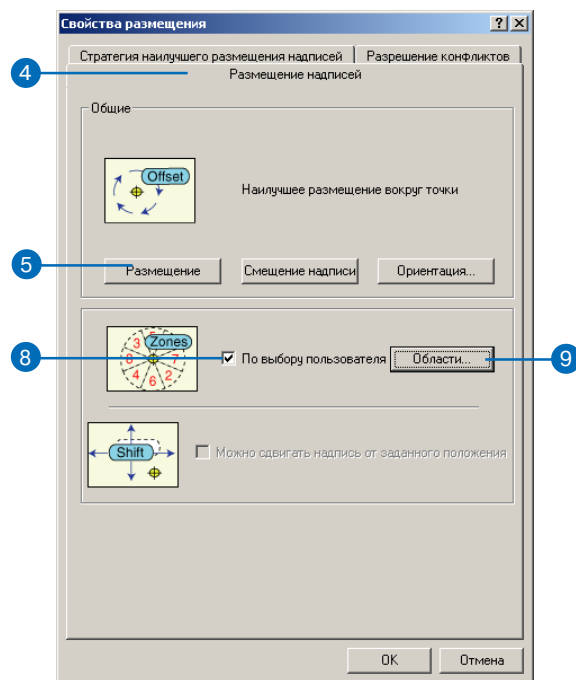 Свойства размещения
Стратегия наилучшего размещения надписей
Разрешение конфликтов
4
Размещение надписей
Общие
Offset
Наилучшее размещение вокруг точки
5
Размещение
Смещение надписи
Ориентация...
8
3 5 Zones
8 7
4 6 2
По выбору пользователя
Области...
9
Shift
Можно сдвигать надпись от заданного положения
OK
Отмена